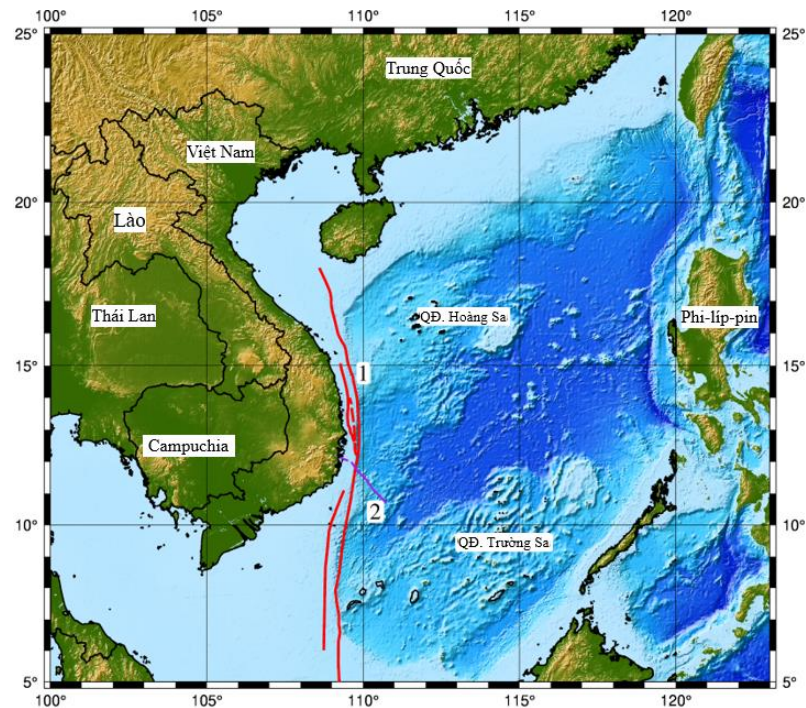 100° 105° 110° 115° 120°
25° 25°
Trung Quốc
Việt Nam
20° 20°
Lào
Thái Lan
QĐ. Hoàng Sa
Phi-líp-pin
15° 15°
1
Campuchia
2
10° 10°
QĐ. Trường Sa
5° 5°
100° 105° 110° 115° 120°